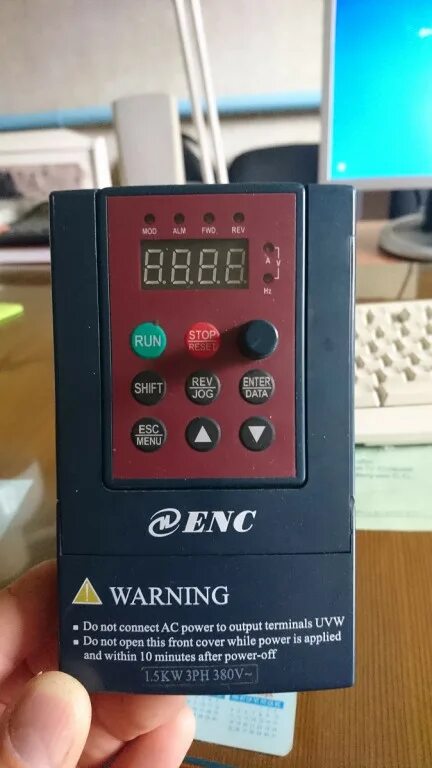 MOD ALM FWD REV
A
V
Hz
RUN STOP
RESET
SHIFT REV
JOG ENTER
DATA
ESC
MENU
ENC
WARNING
Do not connect AC power to output terminals UVW
Do not open this front cover while power is applied
and within 10 minutes after power-off
1.5KW 3PH 380V~